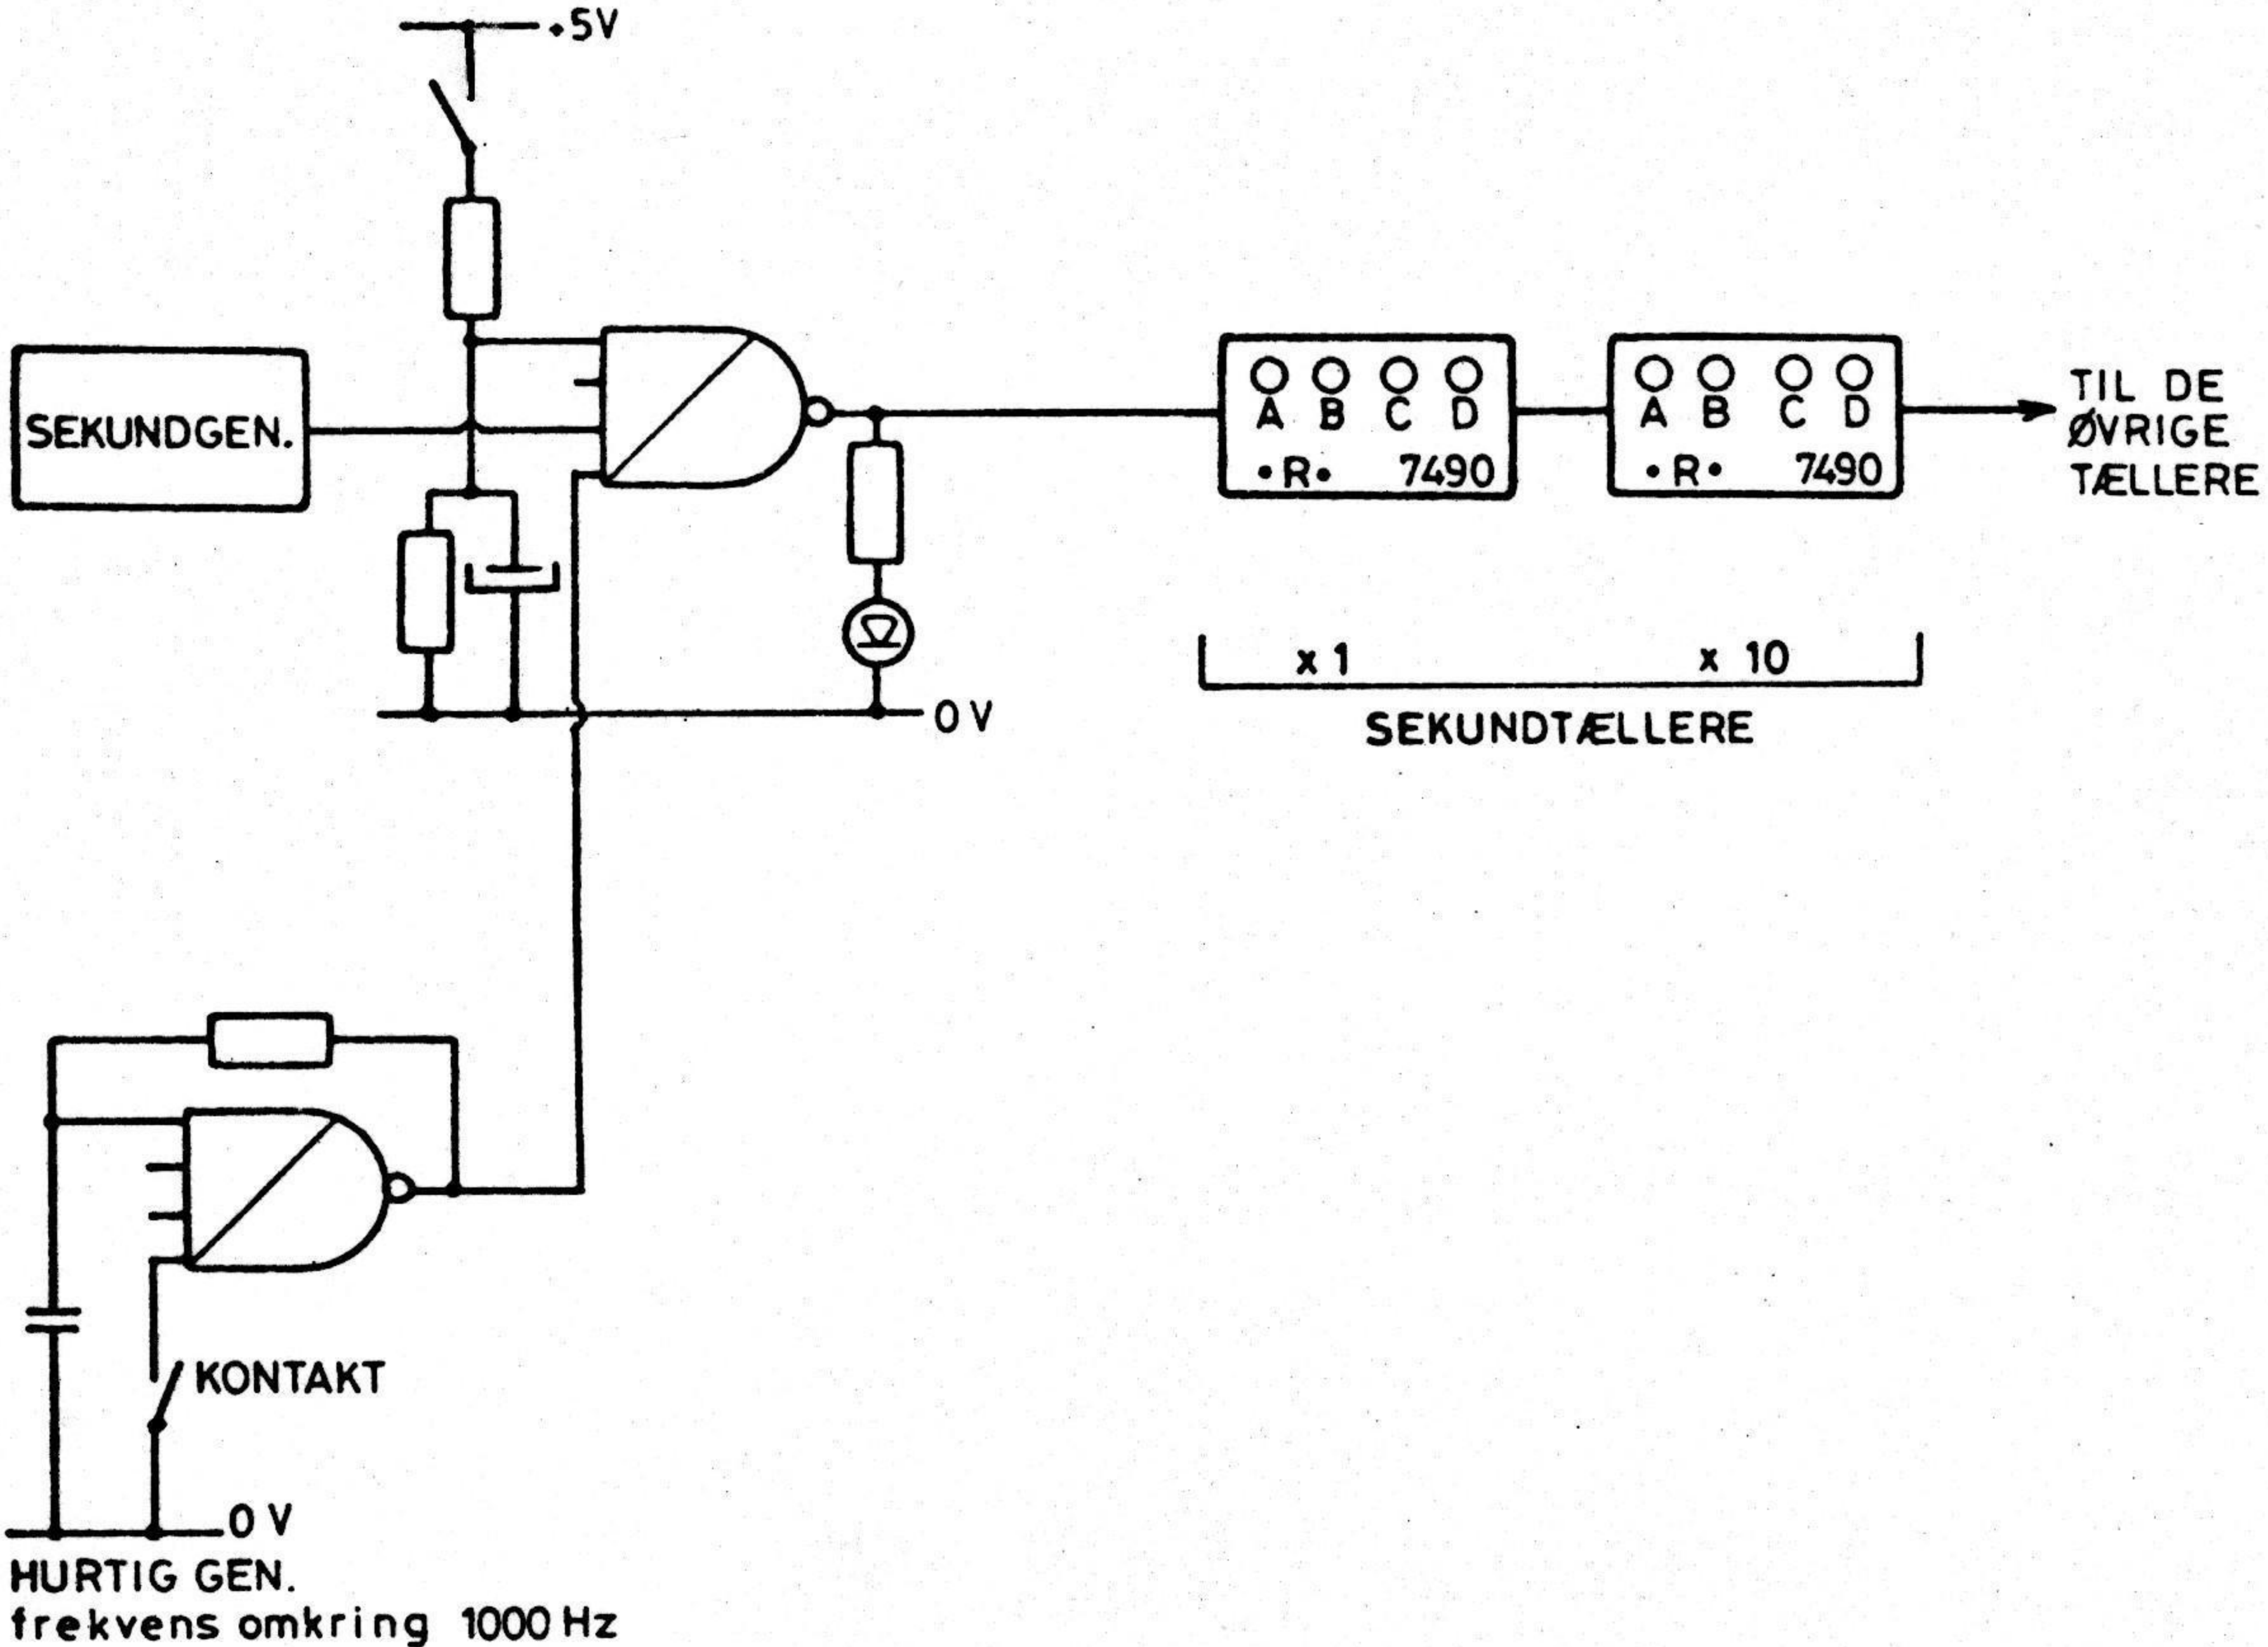 +5V
SEKUNDGEN.
A B C D
•R• 7490
A B C D
•R• 7490
TIL DE
ØVRIGE
TÆLLERE
x 1
x 10
SEKUNDTÆLLERE
0 V
KONTAKT
0 V
HURTIG GEN.
frekvens omkring 1000 Hz